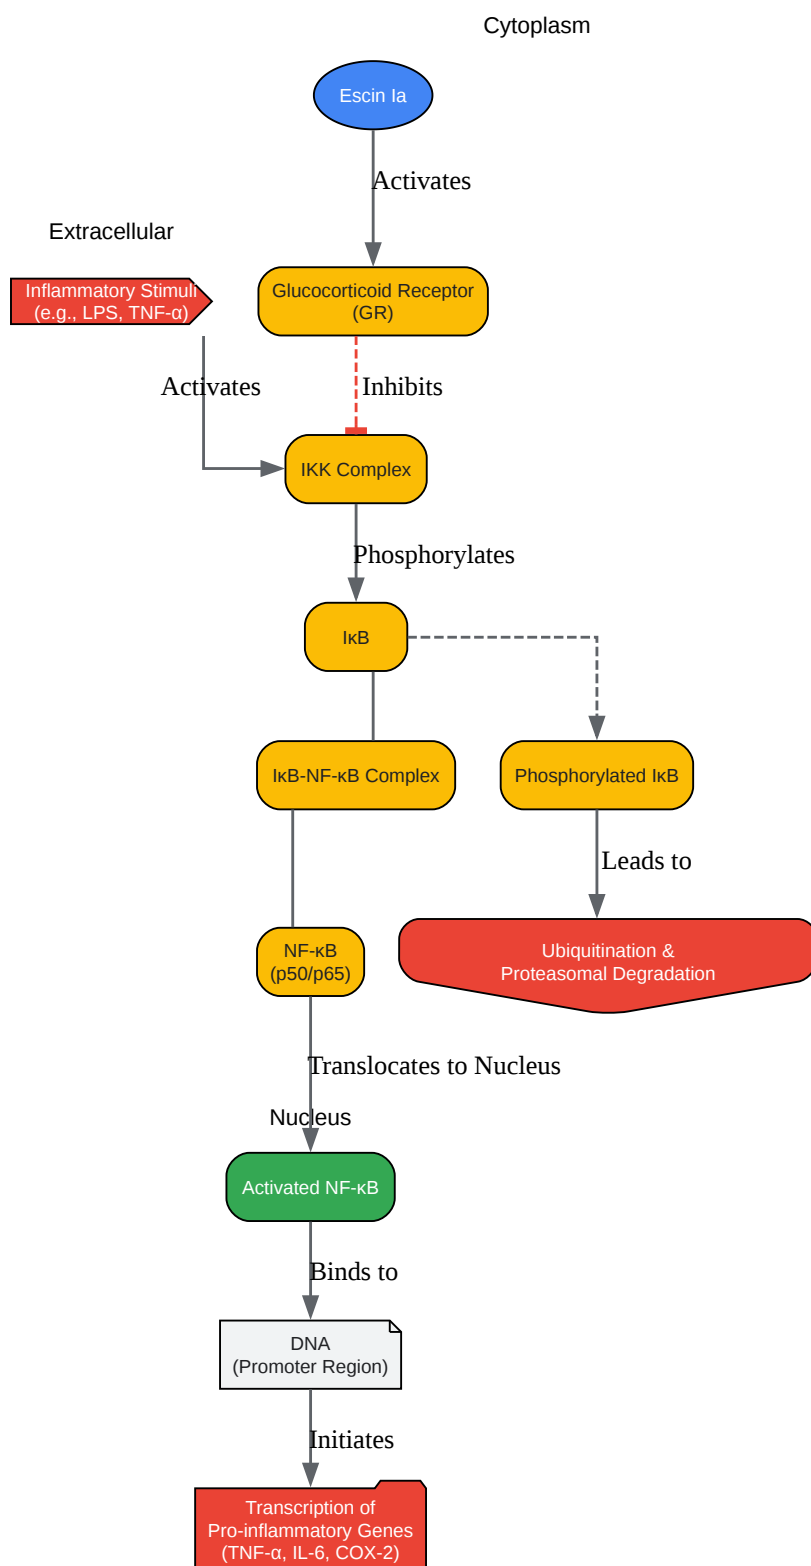 Cytoplasm
Escin Ia
Activates
Extracellular
Inflammatory Stimuli
(e.g., LPS, TNF-α)
Glucocorticoid Receptor
(GR)
Activates
Inhibits
IKK Complex
Phosphorylates
IκB
IκB-NF-κB Complex
Phosphorylated IκB
Leads to
NF-κB
(p50/p65)
Ubiquitination &
Proteasomal Degradation
Translocates to Nucleus
Nucleus
Activated NF-κB
Binds to
DNA
(Promoter Region)
Initiates
Transcription of
Pro-inflammatory Genes
(TNF-α, IL-6, COX-2)